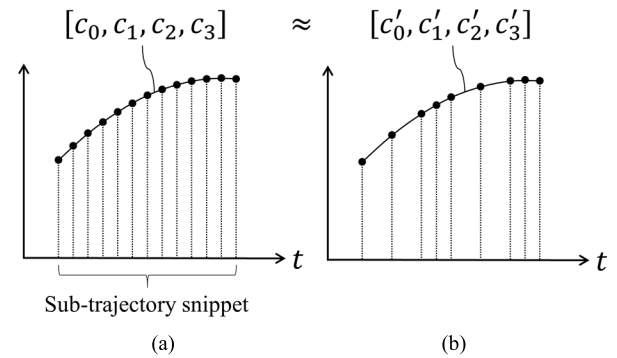 [c₀, c₁, c₂, c₃] ≈ [c′₀, c′₁, c′₂, c′₃]
t t
Sub-trajectory snippet
(a) (b)